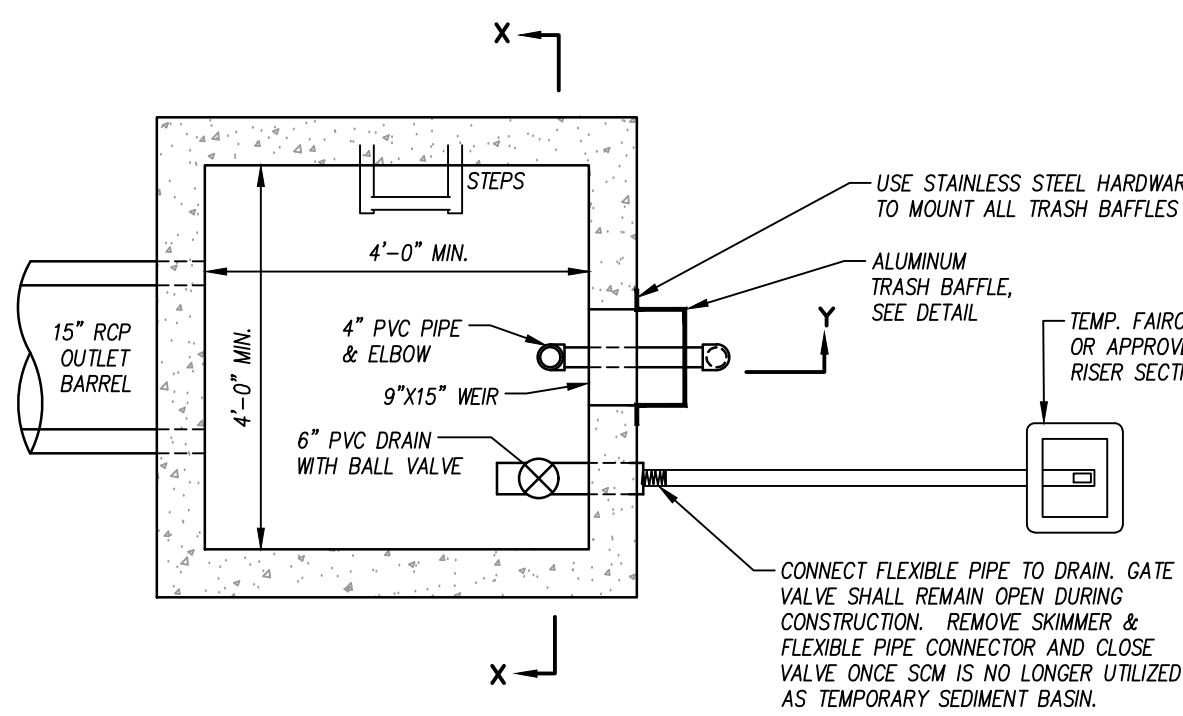 X
STEPS
USE STAINLESS STEEL HARDWAR
TO MOUNT ALL TRASH BAFFLES
4'-0" MIN.
ALUMINUM
TRASH BAFFLE,
SEE DETAIL
15" RCP
OUTLET
BARREL
4'-0" MIN.
4" PVC PIPE
& ELBOW
9"X15" WEIR
Y
TEMP. FAIRC
OR APPROVE
RISER SECTI
6" PVC DRAIN
WITH BALL VALVE
CONNECT FLEXIBLE PIPE TO DRAIN. GATE
VALVE SHALL REMAIN OPEN DURING
CONSTRUCTION. REMOVE SKIMMER &
FLEXIBLE PIPE CONNECTOR AND CLOSE
VALVE ONCE SCM IS NO LONGER UTILIZED
AS TEMPORARY SEDIMENT BASIN.
X